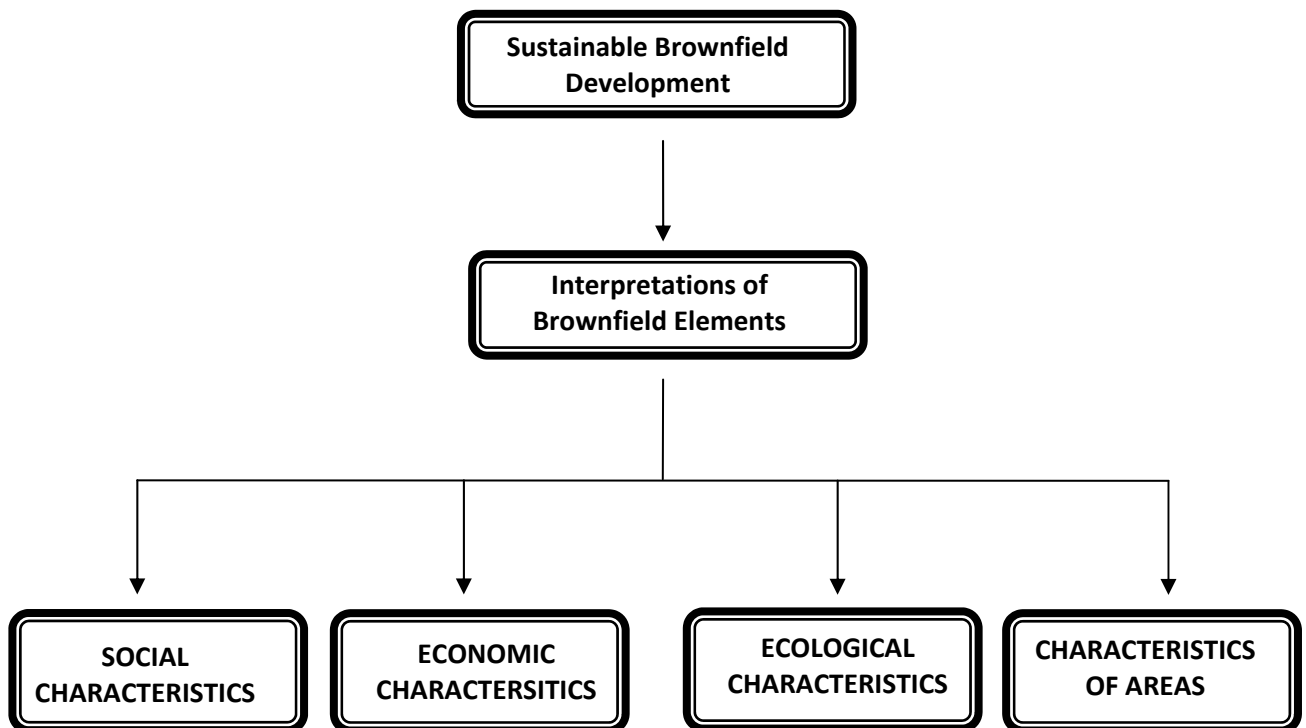 Sustainable Brownfield
Development
Interpretations of
Brownfield Elements
SOCIAL
CHARACTERISTICS
ECONOMIC
CHARACTERSITICS
ECOLOGICAL
CHARACTERISTICS
CHARACTERISTICS
OF AREAS